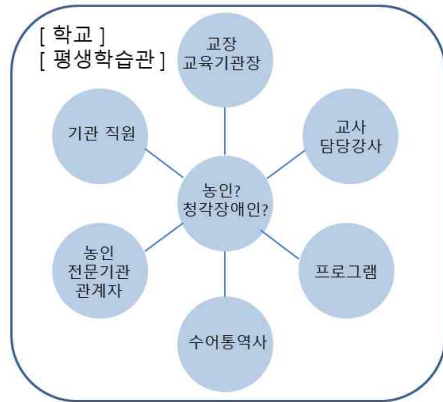 [ 학교 ]
[ 평생학습관 ]
교장
교육기관장
기관 직원
교사
담당강사
농인?
청각장애인?
농인
전문기관
관계자
프로그램
수어통역사